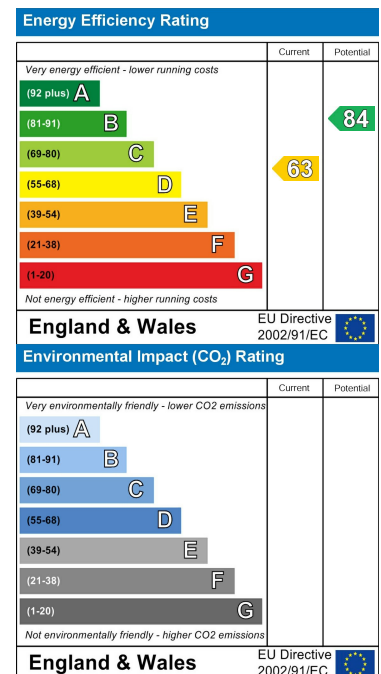 Energy Efficiency Rating
Current Potential
Very energy efficient - lower running costs
(92 plus) A
(81-91) B
84
(69-80) C
63
(55-68) D
(39-54) E
(21-38) F
(1-20) G
Not energy efficient - higher running costs
England & Wales
EU Directive
2002/91/EC
Environmental Impact (CO₂) Rating
Current Potential
Very environmentally friendly - lower CO2 emissions
(92 plus) A
(81-91) B
(69-80) C
(55-68) D
(39-54) E
(21-38) F
(1-20) G
Not environmentally friendly - higher CO2 emissions
England & Wales
EU Directive
2002/91/EC